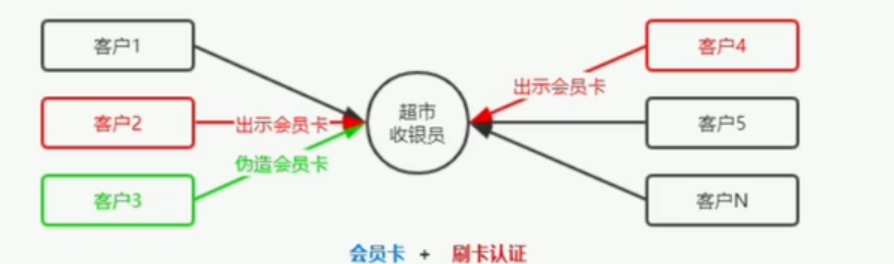 客户1
客户2
客户3
出示会员卡
伪造会员卡
超市
收银员
出示会员卡
客户4
客户5
客户N
会员卡 + 刷卡认证